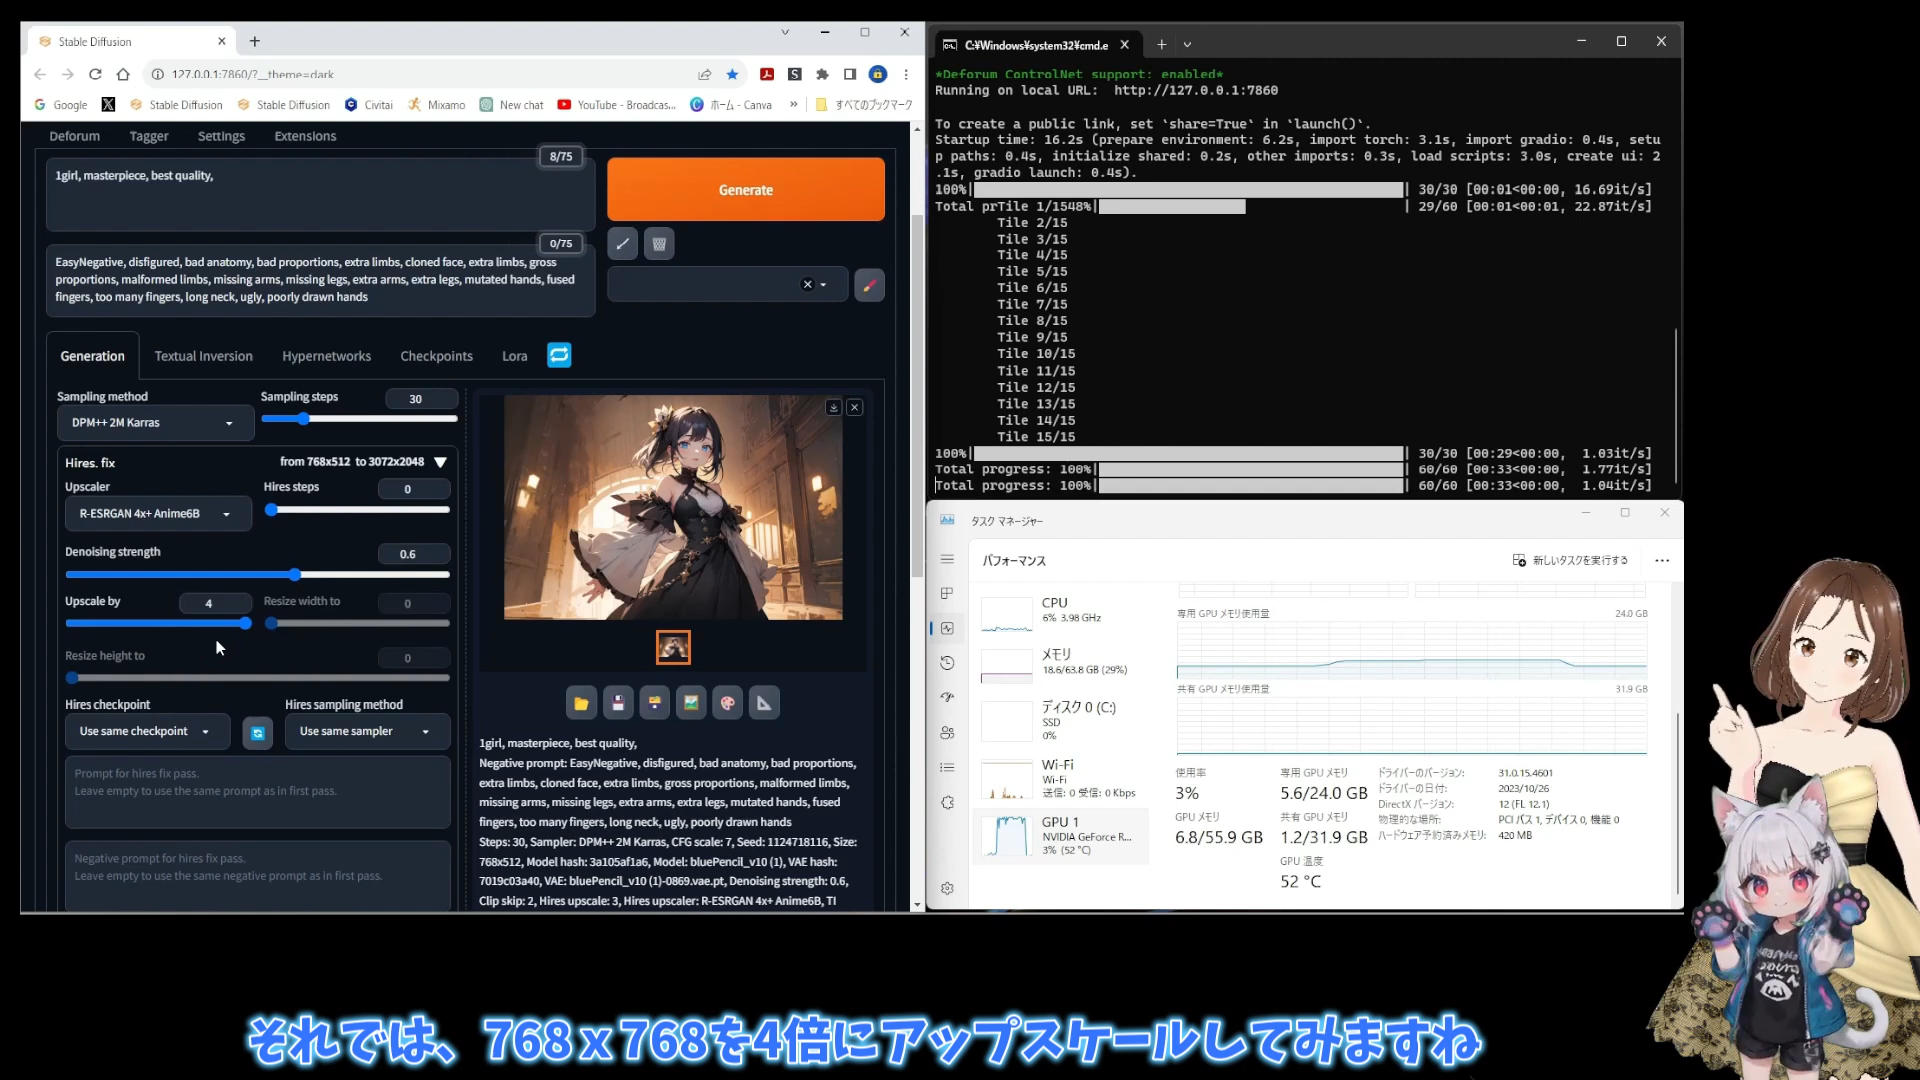 Stable Diffusion
127.0.0.1:7860/?__theme=dark
Google
Stable Diffusion
Stable Diffusion
Civitai
Mixamo
New chat
YouTube - Broadcas...
ホーム - Canva
»
すべてのブックマーク
Deforum
Tagger
Settings
Extensions
8/75
1girl, masterpiece, best quality,
Generate
0/75
EasyNegative, disfigured, bad anatomy, bad proportions, extra limbs, cloned face, extra limbs, gross
proportions, malformed limbs, missing arms, missing legs, extra arms, extra legs, mutated hands, fused
fingers, too many fingers, long neck, ugly, poorly drawn hands
Generation
Textual Inversion
Hypernetworks
Checkpoints
Lora
Sampling method
DPM++ 2M Karras
Sampling steps
30
Hires. fix
from 768x512 to 3072x2048
Upscaler
R-ESRGAN 4x+ Anime6B
Hires steps
0
Denoising strength
0.6
Upscale by
4
Resize width to
0
Resize height to
0
Hires checkpoint
Use same checkpoint
Hires sampling method
Use same sampler
Prompt for hires fix pass.
Leave empty to use the same prompt as in first pass.
Negative prompt for hires fix pass.
Leave empty to use the same negative prompt as in first pass.
1girl, masterpiece, best quality,
Negative prompt: EasyNegative, disfigured, bad anatomy, bad proportions,
extra limbs, cloned face, extra limbs, gross proportions, malformed limbs,
missing arms, missing legs, extra arms, extra legs, mutated hands, fused
fingers, too many fingers, long neck, ugly, poorly drawn hands
Steps: 30, Sampler: DPM++ 2M Karras, CFG scale: 7, Seed: 1124718116, Size:
768x512, Model hash: 3a105af1a6, Model: bluePencil_v10 (1), VAE hash:
7019c03a40, VAE: bluePencil_v10 (1)-0869.vae.pt, Denoising strength: 0.6,
Clip skip: 2, Hires upscale: 3, Hires upscaler: R-ESRGAN 4x+ Anime6B, TI
C:¥Windows¥system32¥cmd.e
*Deforum ControlNet support: enabled*
Running on local URL:  http://127.0.0.1:7860
To create a public link, set `share=True` in `launch()`.
Startup time: 16.2s (prepare environment: 6.2s, import torch: 3.1s, import gradio: 0.4s, setu
p paths: 0.4s, initialize shared: 0.2s, other imports: 0.3s, load scripts: 3.0s, create ui: 2
.1s, gradio launch: 0.4s).
100%| | 30/30 [00:01<00:00, 16.69it/s]
Total prTile 1/1548%| | 29/60 [00:01<00:01, 22.87it/s]
Tile 2/15
Tile 3/15
Tile 4/15
Tile 5/15
Tile 6/15
Tile 7/15
Tile 8/15
Tile 9/15
Tile 10/15
Tile 11/15
Tile 12/15
Tile 13/15
Tile 14/15
Tile 15/15
100%| | 30/30 [00:29<00:00,  1.03it/s]
Total progress: 100%| | 60/60 [00:33<00:00,  1.77it/s]
Total progress: 100%| | 60/60 [00:33<00:00,  1.04it/s]
タスク マネージャー
パフォーマンス
新しいタスクを実行する
CPU
6% 3.98 GHz
メモリ
18.6/63.8 GB (29%)
ディスク 0 (C:)
SSD
0%
Wi-Fi
Wi-Fi
送信: 0 受信: 0 Kbps
GPU 1
NVIDIA GeForce R...
3% (52 °C)
専用 GPU メモリ使用量
24.0 GB
共有 GPU メモリ使用量
31.9 GB
使用率
3%
専用 GPU メモリ
5.6/24.0 GB
GPU メモリ
6.8/55.9 GB
共有 GPU メモリ
1.2/31.9 GB
GPU 温度
52 °C
ドライバーのバージョン: 31.0.15.4601
ドライバーの日付: 2023/10/26
DirectX バージョン: 12 (FL 12.1)
物理的な場所: PCI バス 1, デバイス 0, 機能 0
ハードウェア予約済みメモリ: 420 MB
それでは、768 x 768を4倍にアップスケールしてみますね